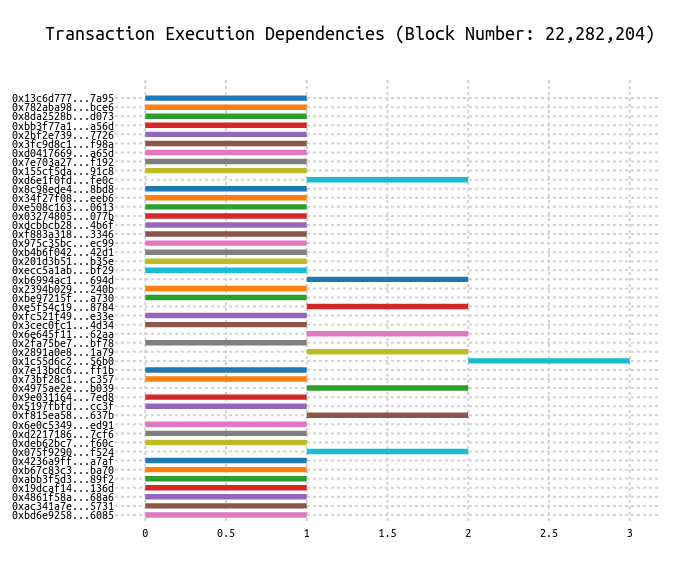 Transaction Execution Dependencies (Block Number: 22,282,204)
0x13c6d777...7a95
0x782aba98...bce6
0x8da2528b...d073
0xbb3f77a1...a56d
0x2bf2e739...7726
0x3fc9d8c1...f98a
0xd0417669...a65d
0x7e703a27...f192
0x155cf5da...91c8
0xd6e1f0fd...fe0c
0x8c98ede4...8bd8
0x34f27f08...eeb6
0xe508c163...0613
0x03274805...077b
0xdcbbcb28...4b6f
0xf883a318...3346
0x975c35bc...ec99
0xb4b6f042...42d1
0x201d3b51...b35e
0xecc5a1ab...bf29
0xb6994ac1...694d
0x2394b029...240b
0xbe97215f...a730
0xe5f54c19...8784
0xfc521f49...e33e
0x3cec0fc1...4d34
0x6e645f11...62aa
0x2fa75be7...bf78
0x2891a0e8...1a79
0x1c55d6c2...56b0
0x7e13bdc6...ff1b
0x73bf28c1...c357
0x4975ae2e...b039
0x9e031164...7ed8
0x5197fbfd...cc3f
0xf815ea58...637b
0x6e0c5349...ed91
0xd2217186...7cf6
0xdeb62bc7...f60c
0x075f9290...f524
0x4236a9ff...a7af
0xb67c83c3...ba70
0xabb3f5d3...89f2
0x19dcaf14...136d
0x4861f58a...68a6
0xac341a7e...5731
0xbd6e9258...6085
0 0.5 1 1.5 2 2.5 3